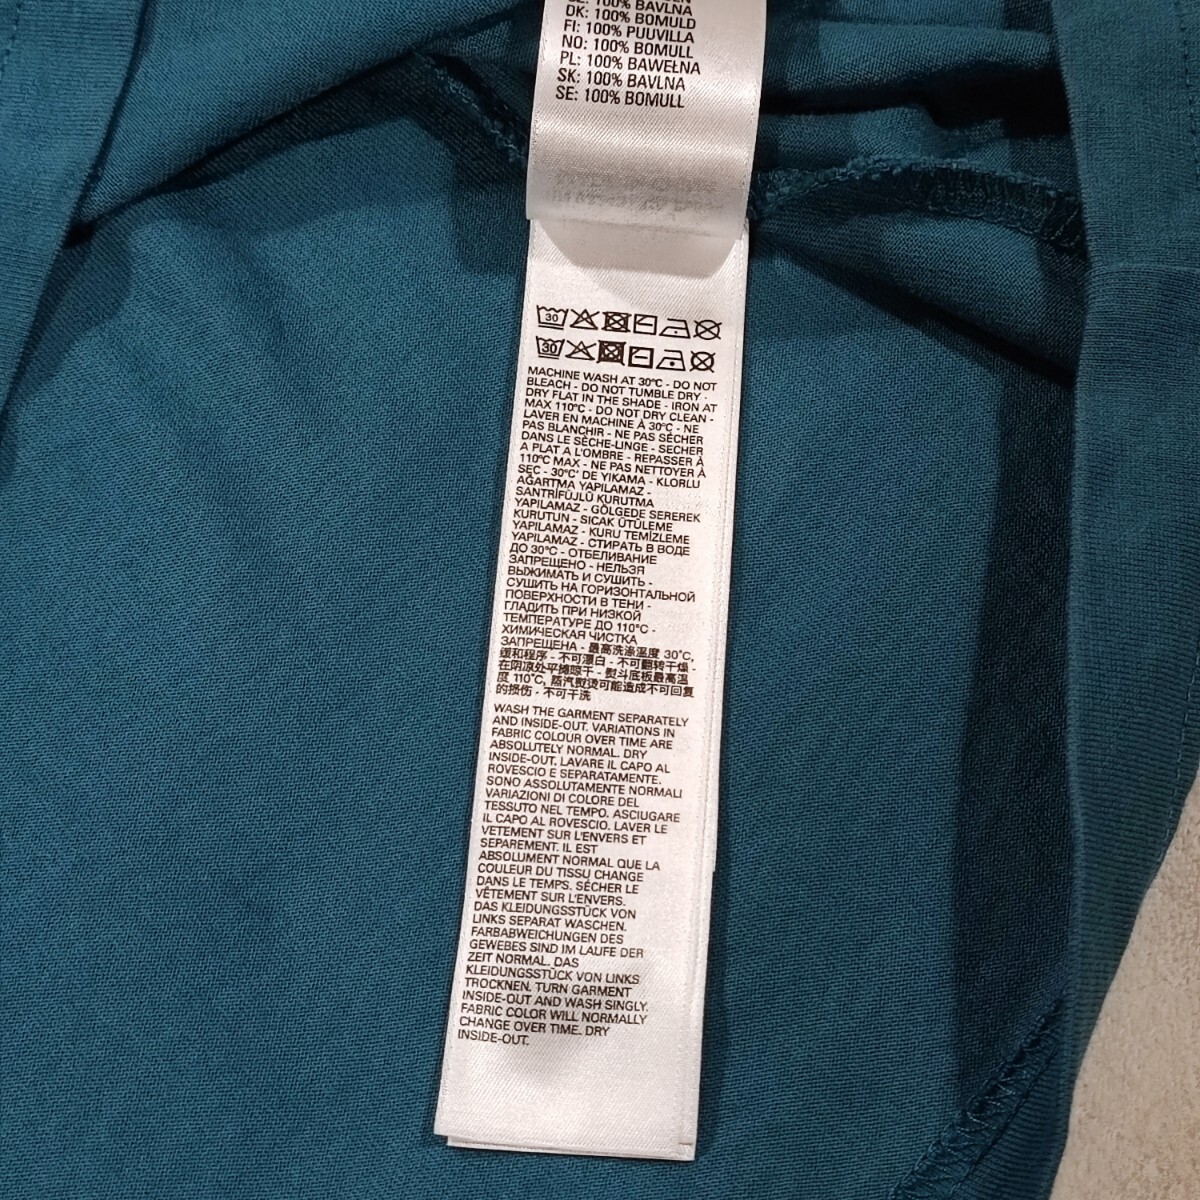 100% BAVLNA
DK: 100% BOMULD
FI: 100% PUUVILLA
NO: 100% BOMULL
PL: 100% BAWEŁNA
SK: 100% BAVLNA
SE: 100% BOMULL
30
30
MACHINE WASH AT 30°C - DO NOT
BLEACH - DO NOT TUMBLE DRY -
DRY FLAT IN THE SHADE - IRON AT
MAX 110°C - DO NOT DRY CLEAN -
LAVER EN MACHINE À 30°C - NE
PAS BLANCHIR - NE PAS SÉCHER
DANS LE SÈCHE-LINGE - SECHER
A PLAT A L'OMBRE - REPASSER À
110°C MAX - NE PAS NETTOYER À
SEC - 30°C' DE YIKAMA - KLORLU
AĞARTMA YAPILAMAZ -
SANTRİFÜJLÜ KURUTMA
YAPILAMAZ - GÖLGEDE SEREREK
KURUTUN - SICAK ÜTÜLEME
YAPILAMAZ - KURU TEMİZLEME
YAPILAMAZ - СТИРАТЬ В ВОДЕ
ДО 30°C - ОТБЕЛИВАНИЕ
ЗАПРЕЩЕНО - НЕЛЬЗЯ
ВЫЖИМАТЬ И СУШИТЬ -
СУШИТЬ НА ГОРИЗОНТАЛЬНОЙ
ПОВЕРХНОСТИ В ТЕНИ -
ГЛАДИТЬ ПРИ НИЗКОЙ
ТЕМПЕРАТУРЕ ДО 110°C -
ХИМИЧЕСКАЯ ЧИСТКА
ЗАПРЕЩЕНА - 最高洗涤温度 30°C,
缓和程序 - 不可漂白 - 不可翻转干燥 -
在阴凉处平摊晾干 - 熨斗底板最高温
度 110°C, 蒸汽熨烫可能造成不可回复
的损伤 - 不可干洗
WASH THE GARMENT SEPARATELY
AND INSIDE-OUT. VARIATIONS IN
FABRIC COLOUR OVER TIME ARE
ABSOLUTELY NORMAL. DRY
INSIDE-OUT. LAVARE IL CAPO AL
ROVESCIO E SEPARATAMENTE.
SONO ASSOLUTAMENTE NORMALI
VARIAZIONI DI COLORE DEL
TESSUTO NEL TEMPO. ASCIUGARE
IL CAPO AL ROVESCIO. LAVER LE
VETEMENT SUR L'ENVERS ET
SEPAREMENT. IL EST
ABSOLUMENT NORMAL QUE LA
COULEUR DU TISSU CHANGE
DANS LE TEMPS. SÉCHER LE
VÊTEMENT SUR L'ENVERS.
DAS KLEIDUNGSSTÜCK VON
LINKS SEPARAT WASCHEN.
FARBABWEICHUNGEN DES
GEWEBES SIND IM LAUFE DER
ZEIT NORMAL. DAS
KLEIDUNGSSTÜCK VON LINKS
TROCKNEN. TURN GARMENT
INSIDE-OUT AND WASH SINGLY.
FABRIC COLOR WILL NORMALLY
CHANGE OVER TIME. DRY
INSIDE-OUT.